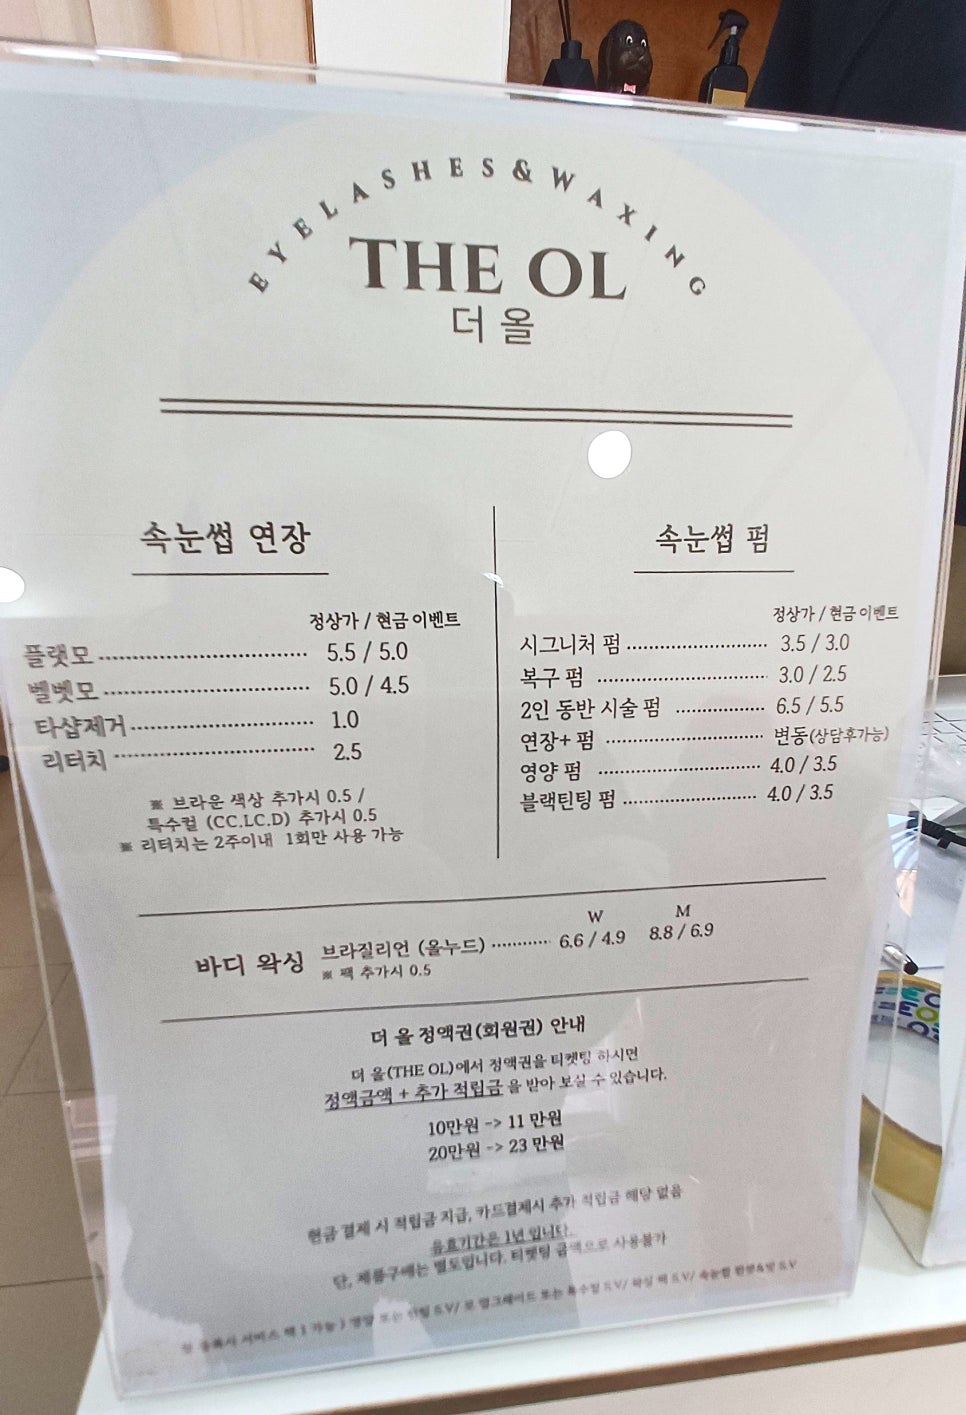 EYELASHES&WAXING
THE OL
더 올
속눈썹 연장
정상가 / 현금 이벤트
플랫모 5.5 / 5.0
벨벳모 5.0 / 4.5
타샵제거 1.0
리터치 2.5
※ 브라운 색상 추가시 0.5 /
특수컬 (CC.LC.D) 추가시 0.5
※ 리터치는 2주이내 1회만 사용 가능
속눈썹 펌
정상가 / 현금 이벤트
시그니처 펌 3.5 / 3.0
복구 펌 3.0 / 2.5
2인 동반 시술 펌 6.5 / 5.5
연장+ 펌 변동(상담후가능)
영양 펌 4.0 / 3.5
블랙틴팅 펌 4.0 / 3.5
W M
바디 왁싱 브라질리언 (올누드) 6.6 / 4.9 8.8 / 6.9
※ 팩 추가시 0.5
더 올 정액권(회원권) 안내
더 올(THE OL)에서 정액권을 티켓팅 하시면
정액금액 + 추가 적립금 을 받아 보실 수 있습니다.
10만원 -> 11 만원
20만원 -> 23 만원
현금 결제 시 적립금 지급, 카드결제시 추가 적립금 해당 없음
유효기간은 1년 입니다.
단, 제품구매는 별도입니다. 티켓팅 금액으로 사용불가